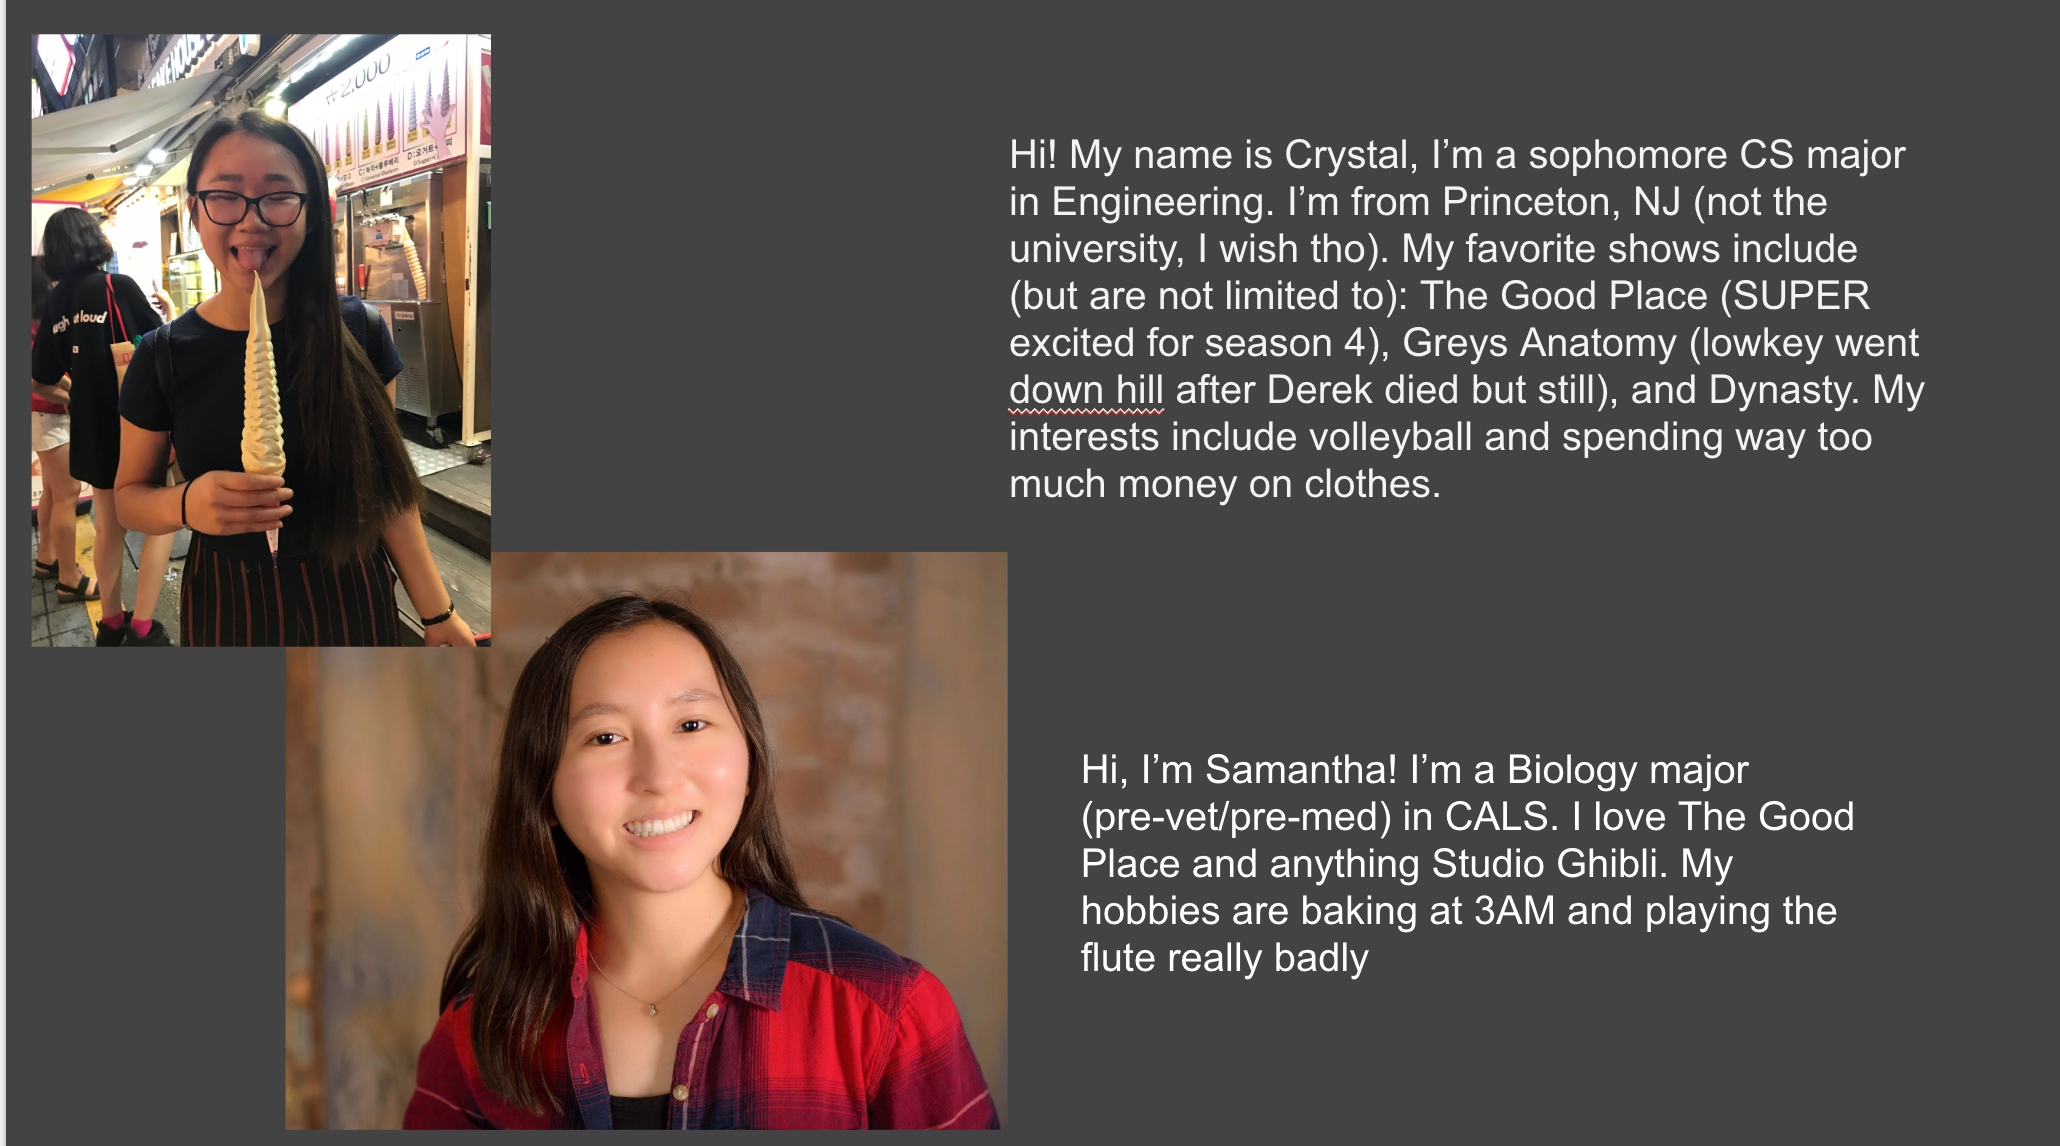 ₩ 2,000
loud
Hi! My name is Crystal, I’m a sophomore CS major
in Engineering. I’m from Princeton, NJ (not the
university, I wish tho). My favorite shows include
(but are not limited to): The Good Place (SUPER
excited for season 4), Greys Anatomy (lowkey went
down hill after Derek died but still), and Dynasty. My
interests include volleyball and spending way too
much money on clothes.
Hi, I’m Samantha! I’m a Biology major
(pre-vet/pre-med) in CALS. I love The Good
Place and anything Studio Ghibli. My
hobbies are baking at 3AM and playing the
flute really badly